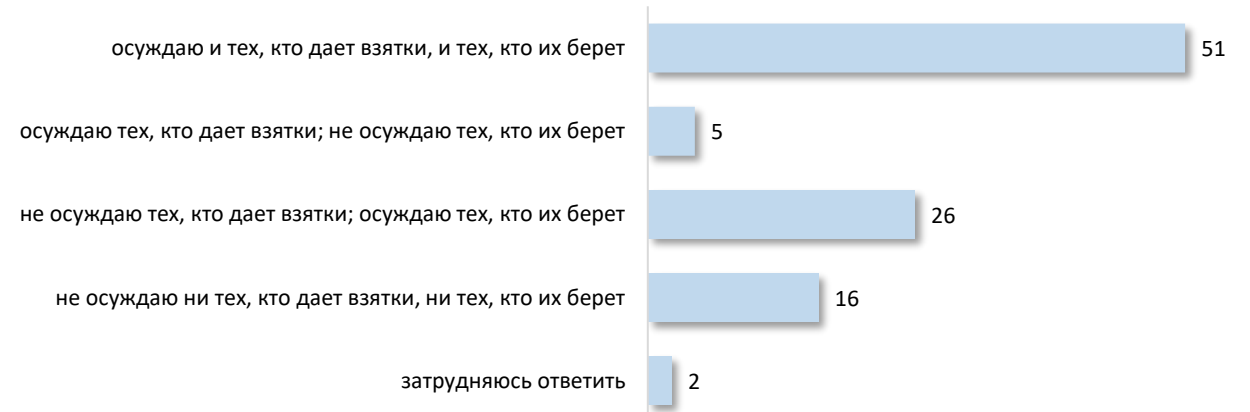 осуждаю и тех, кто дает взятки, и тех, кто их берет 51
осуждаю тех, кто дает взятки; не осуждаю тех, кто их берет 5
не осуждаю тех, кто дает взятки; осуждаю тех, кто их берет 26
не осуждаю ни тех, кто дает взятки, ни тех, кто их берет 16
затрудняюсь ответить 2